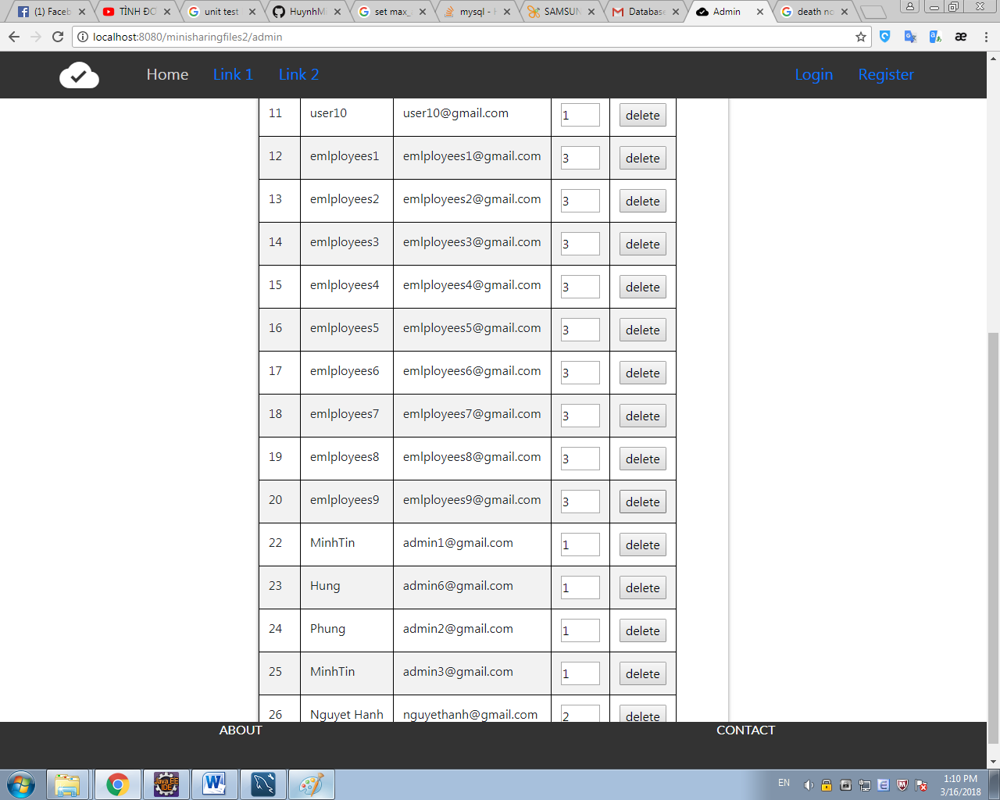 (1) Faceb
TÌNH ĐƠ
unit test
HuynhMi
set max_
mysql - H
SAMSUN
Database
Admin
death no
localhost:8080/minisharingfiles2/admin
Home Link 1 Link 2 Login Register
11 user10 user10@gmail.com 1 delete
12 emlployees1 emlployees1@gmail.com 3 delete
13 emlployees2 emlployees2@gmail.com 3 delete
14 emlployees3 emlployees3@gmail.com 3 delete
15 emlployees4 emlployees4@gmail.com 3 delete
16 emlployees5 emlployees5@gmail.com 3 delete
17 emlployees6 emlployees6@gmail.com 3 delete
18 emlployees7 emlployees7@gmail.com 3 delete
19 emlployees8 emlployees8@gmail.com 3 delete
20 emlployees9 emlployees9@gmail.com 3 delete
22 MinhTin admin1@gmail.com 1 delete
23 Hung admin6@gmail.com 1 delete
24 Phung admin2@gmail.com 1 delete
25 MinhTin admin3@gmail.com 1 delete
26 Nguyet Hanh nguyethanh@gmail.com 2 delete
ABOUT CONTACT
Java EE
IDE
EN
1:10 PM
3/16/2018